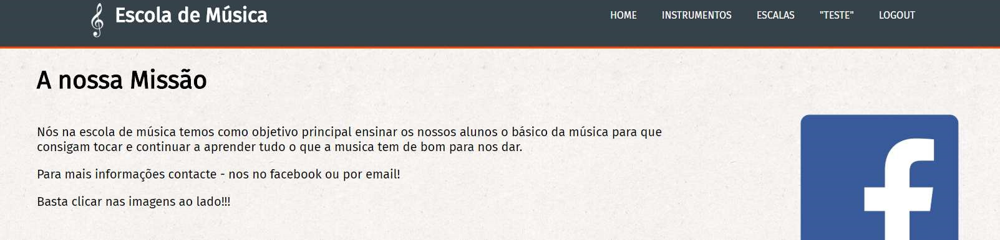 Escola de Música
HOME INSTRUMENTOS ESCALAS "TESTE" LOGOUT
A nossa Missão
Nós na escola de música temos como objetivo principal ensinar os nossos alunos o básico da música para que
consigam tocar e continuar a aprender tudo o que a musica tem de bom para nos dar.
Para mais informações contacte - nos no facebook ou por email!
Basta clicar nas imagens ao lado!!!